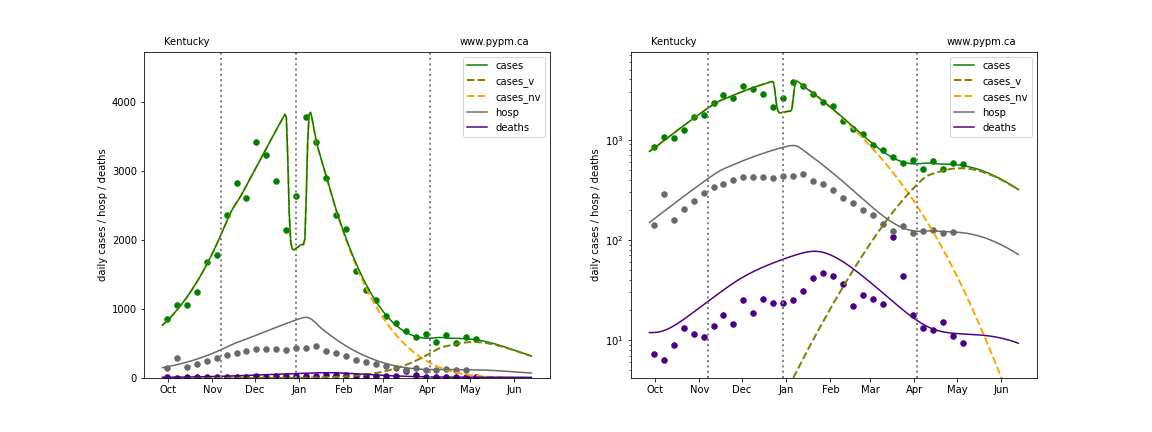 Kentucky
www.pypm.ca
cases
cases_v
cases_nv
hosp
deaths
daily cases / hosp / deaths
4000
3000
2000
1000
0
Oct Nov Dec Jan Feb Mar Apr May Jun
Kentucky
www.pypm.ca
cases
cases_v
cases_nv
hosp
deaths
daily cases / hosp / deaths
10³
10²
10¹
Oct Nov Dec Jan Feb Mar Apr May Jun